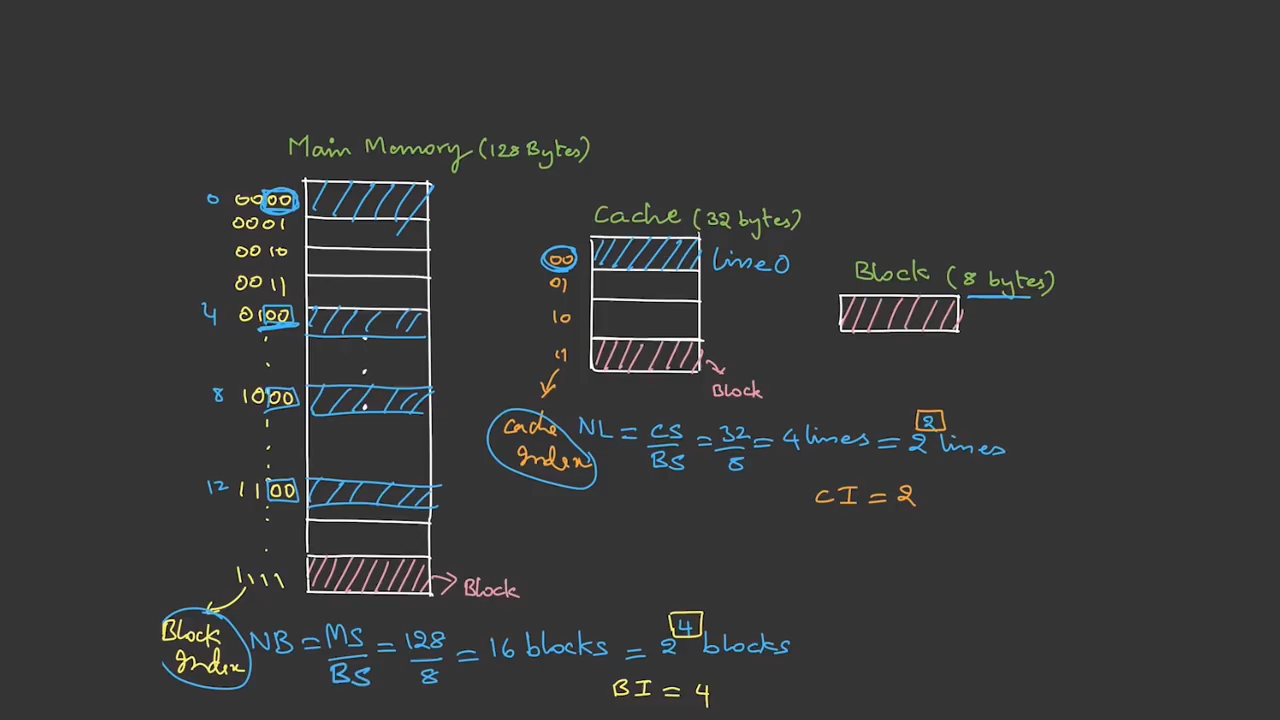 Main Memory (128 Bytes)
0 0000
0001
0010
0011
4 0100
8 1000
12 1100
1111
Block
Block Index
NB = MS/BS = 128/8 = 16 blocks = 2^4 blocks
BI = 4
Cache (32 bytes)
00 line 0
01
10
11
Block
Cache Index
NL = CS/BS = 32/8 = 4 lines = 2^2 lines
CI = 2
Block (8 bytes)